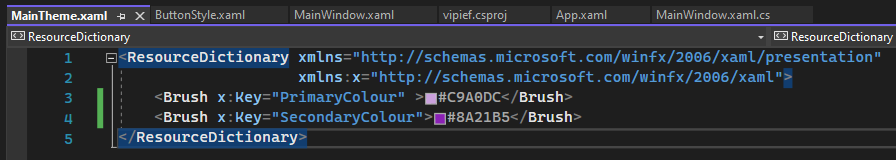 MainTheme.xaml ButtonStyle.xaml MainWindow.xaml vipief.csproj App.xaml MainWindow.xaml.cs
ResourceDictionary ResourceDictionary
1 <ResourceDictionary xmlns="http://schemas.microsoft.com/winfx/2006/xaml/presentation"
2 xmlns:x="http://schemas.microsoft.com/winfx/2006/xaml">
3 <Brush x:Key="PrimaryColour" >#C9A0DC</Brush>
4 <Brush x:Key="SecondaryColour">#8A21B5</Brush>
5 </ResourceDictionary>